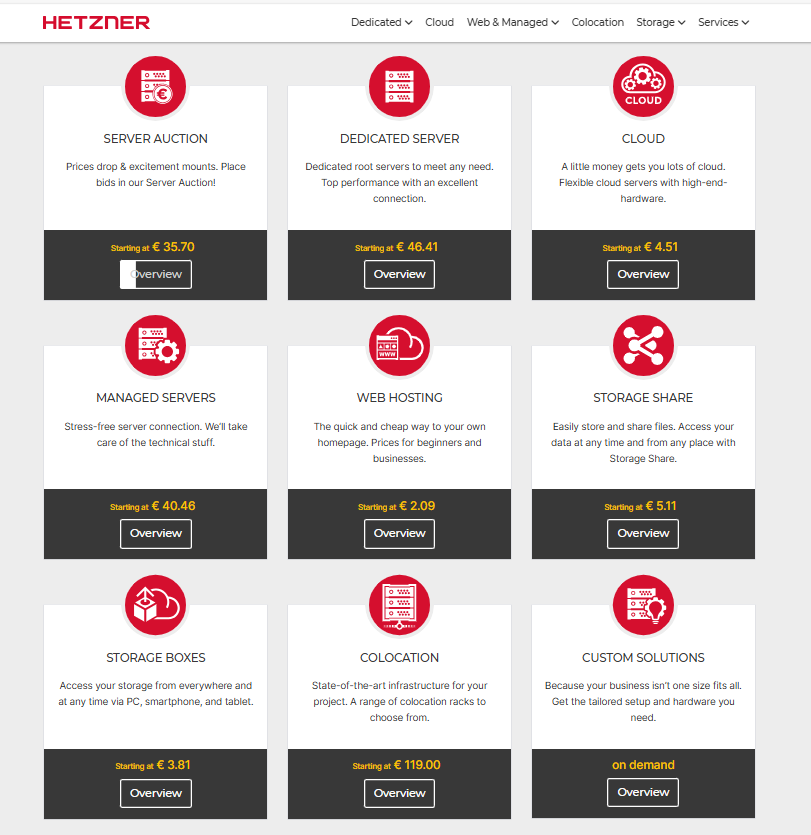 HETZNER
Dedicated Cloud Web & Managed Colocation Storage Services
€
CLOUD
SERVER AUCTION
Prices drop & excitement mounts. Place
bids in our Server Auction!
Starting at € 35.70
Overview
DEDICATED SERVER
Dedicated root servers to meet any need.
Top performance with an excellent
connection.
Starting at € 46.41
Overview
CLOUD
A little money gets you lots of cloud.
Flexible cloud servers with high-end-
hardware.
Starting at € 4.51
Overview
WWW
MANAGED SERVERS
Stress-free server connection. We'll take
care of the technical stuff.
Starting at € 40.46
Overview
WEB HOSTING
The quick and cheap way to your own
homepage. Prices for beginners and
businesses.
Starting at € 2.09
Overview
STORAGE SHARE
Easily store and share files. Access your
data at any time and from any place with
Storage Share.
Starting at € 5.11
Overview
STORAGE BOXES
Access your storage from everywhere and
at any time via PC, smartphone, and tablet.
Starting at € 3.81
Overview
COLOCATION
State-of-the-art infrastructure for your
project. A range of colocation racks to
choose from.
Starting at € 119.00
Overview
CUSTOM SOLUTIONS
Because your business isn't one size fits all.
Get the tailored setup and hardware you
need.
on demand
Overview